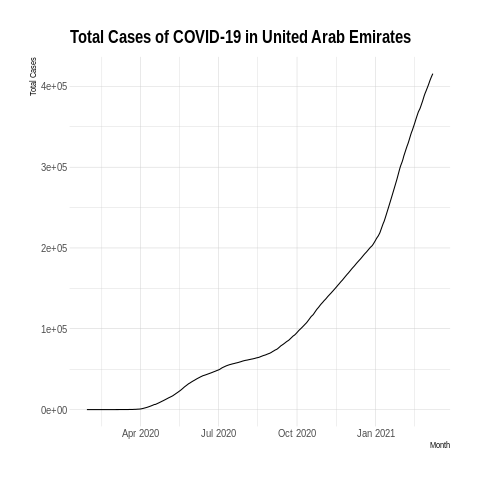 Total Cases of COVID-19 in United Arab Emirates
Total Cases
4e+05
3e+05
2e+05
1e+05
0e+00
Apr 2020 Jul 2020 Oct 2020 Jan 2021
Month